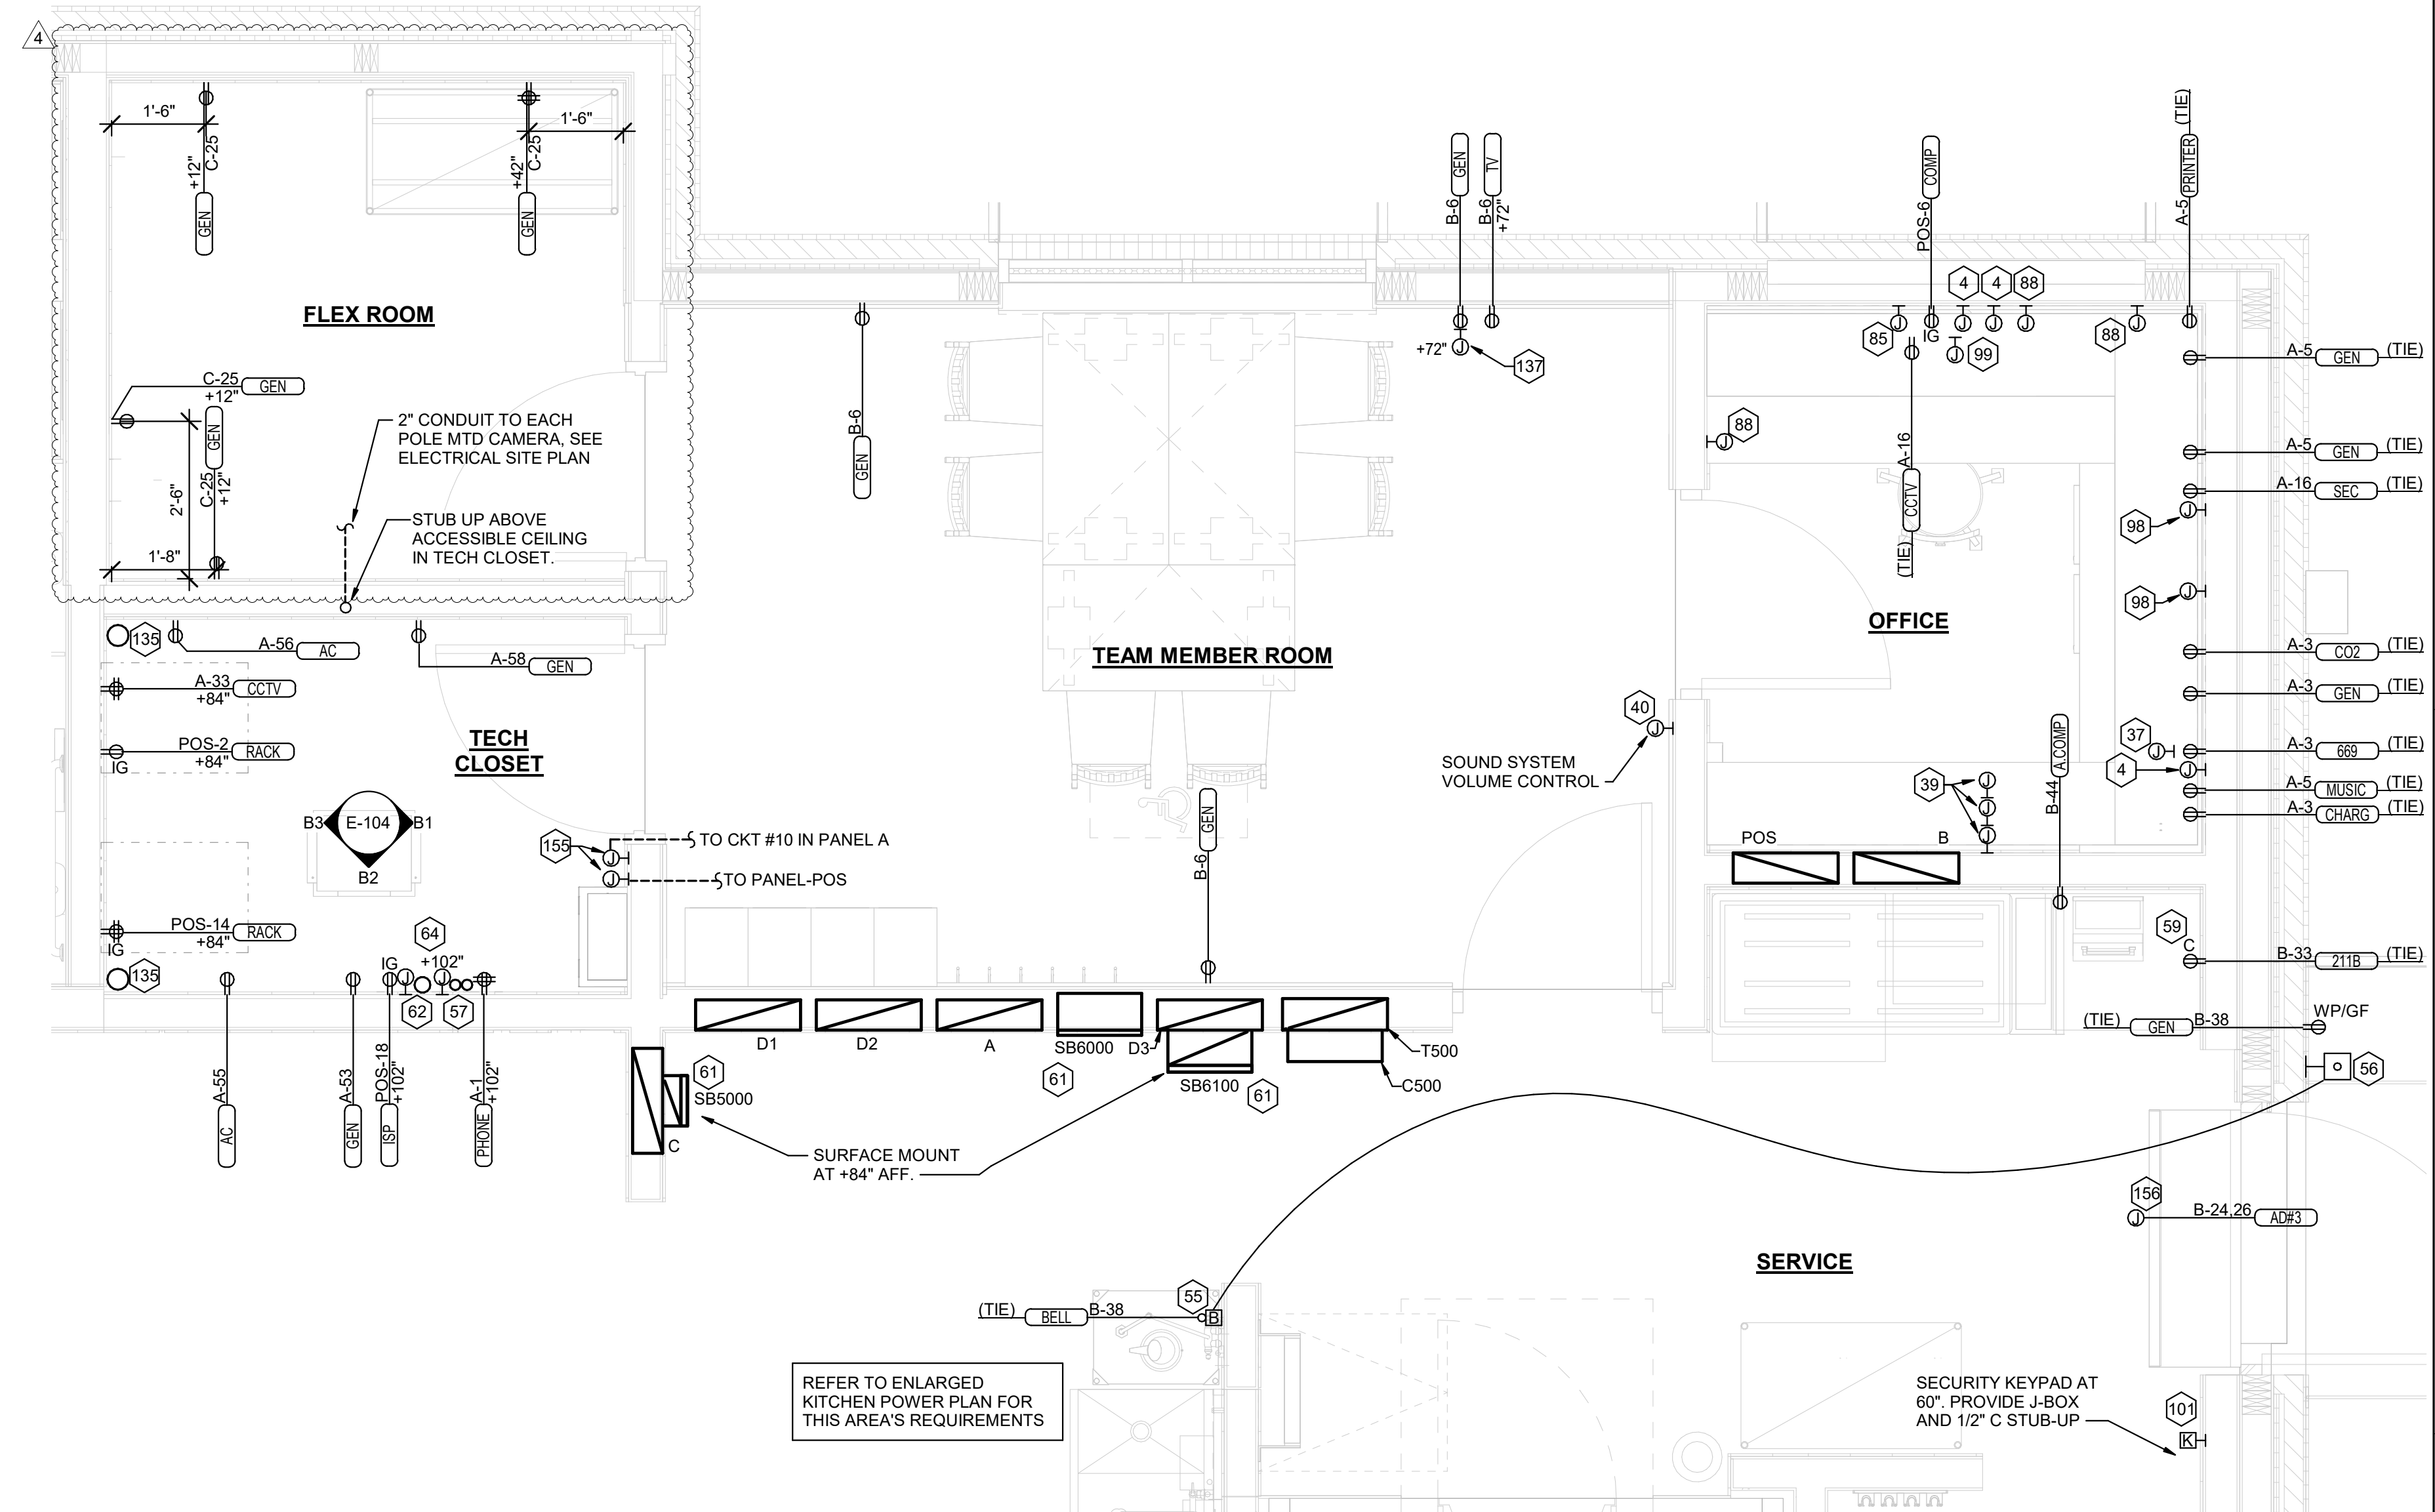 4
1'-6"
1'-6"
+12"
C-25
GEN
+42"
C-25
GEN
FLEX ROOM
C-25
+12"
GEN
GEN
C-25
+12"
2'-6"
1'-8"
2" CONDUIT TO EACH
POLE MTD CAMERA, SEE
ELECTRICAL SITE PLAN
STUB UP ABOVE
ACCESSIBLE CEILING
IN TECH CLOSET.
B-6
GEN
GEN
B-6
TV
B-6
+72"
+72"
J
137
COMP
POS-6
(TIE)
PRINTER
A-5
4
4
88
85
J
IG
J
J
J
J
99
88
J
J
88
A-16
CCTV
(TIE)
A-5
GEN
(TIE)
A-5
GEN
(TIE)
A-16
SEC
(TIE)
98
J
98
J
OFFICE
A-3
CO2
(TIE)
A-3
GEN
(TIE)
37
J
A-3
669
(TIE)
4
J
A-5
MUSIC
(TIE)
A-3
CHARG
(TIE)
TEAM MEMBER ROOM
40
J
SOUND SYSTEM
VOLUME CONTROL
39
J
J
J
A.COMP
B-44
POS
B
135
A-56
AC
A-58
GEN
A-33
+84"
CCTV
POS-2
+84"
RACK
IG
TECH
CLOSET
B3
E-104
B1
B2
155
J
J
TO CKT #10 IN PANEL A
TO PANEL-POS
POS-14
+84"
RACK
IG
135
64
IG
+102"
J
J
62
57
A-55
AC
A-53
GEN
POS-18
+102"
ISP
A-1
+102"
PHONE
GEN
B-6
D1
D2
A
SB6000
D3
T500
C500
61
SB5000
C
61
SB6100
61
SURFACE MOUNT
AT +84" AFF.
59
C
B-33
211B
(TIE)
(TIE)
GEN
B-38
WP/GF
56
156
J
B-24,26
AD#3
SERVICE
(TIE)
BELL
B-38
55
B
REFER TO ENLARGED
KITCHEN POWER PLAN FOR
THIS AREA'S REQUIREMENTS
SECURITY KEYPAD AT
60". PROVIDE J-BOX
AND 1/2" C STUB-UP
101
K